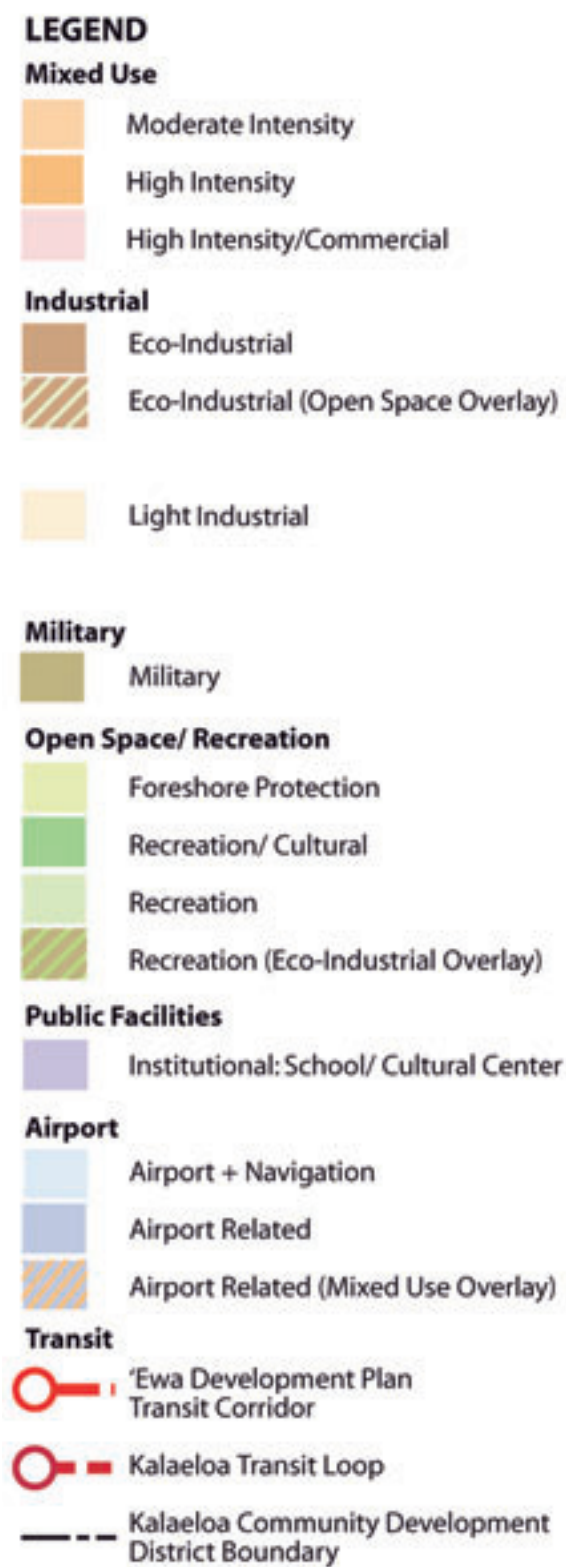 LEGEND
Mixed Use
Moderate Intensity
High Intensity
High Intensity/Commercial
Industrial
Eco-Industrial
Eco-Industrial (Open Space Overlay)
Light Industrial
Military
Military
Open Space/ Recreation
Foreshore Protection
Recreation/ Cultural
Recreation
Recreation (Eco-Industrial Overlay)
Public Facilities
Institutional: School/ Cultural Center
Airport
Airport + Navigation
Airport Related
Airport Related (Mixed Use Overlay)
Transit
‘Ewa Development Plan
Transit Corridor
Kalaeloa Transit Loop
Kalaeloa Community Development
District Boundary